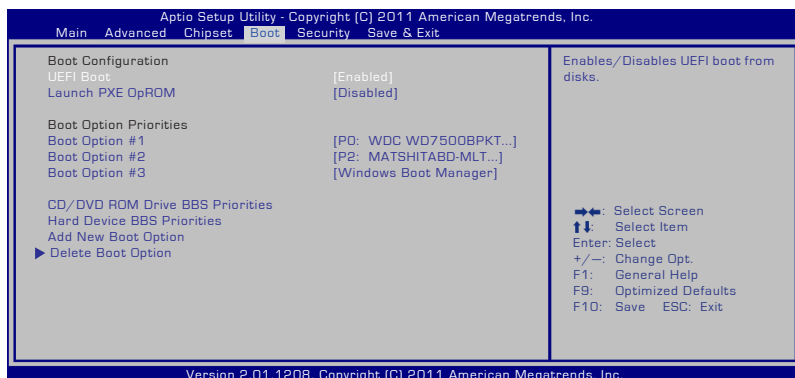 Aptio Setup Utility - Copyright (C) 2011 American Megatrends, Inc.
Main Advanced Chipset Boot Security Save & Exit
Boot Configuration
UEFI Boot [Enabled]
Launch PXE OpROM [Disabled]
Boot Option Priorities
Boot Option #1 [P0: WDC WD7500BPKT...]
Boot Option #2 [P2: MATSHITABD-MLT...]
Boot Option #3 [Windows Boot Manager]
CD/DVD ROM Drive BBS Priorities
Hard Device BBS Priorities
Add New Boot Option
Delete Boot Option
Enables/Disables UEFI boot from
disks.
: Select Screen
: Select Item
Enter: Select
+/—: Change Opt.
F1: General Help
F9: Optimized Defaults
F10: Save ESC: Exit
Version 2.01.1208. Copyright (C) 2011 American Megatrends, Inc.